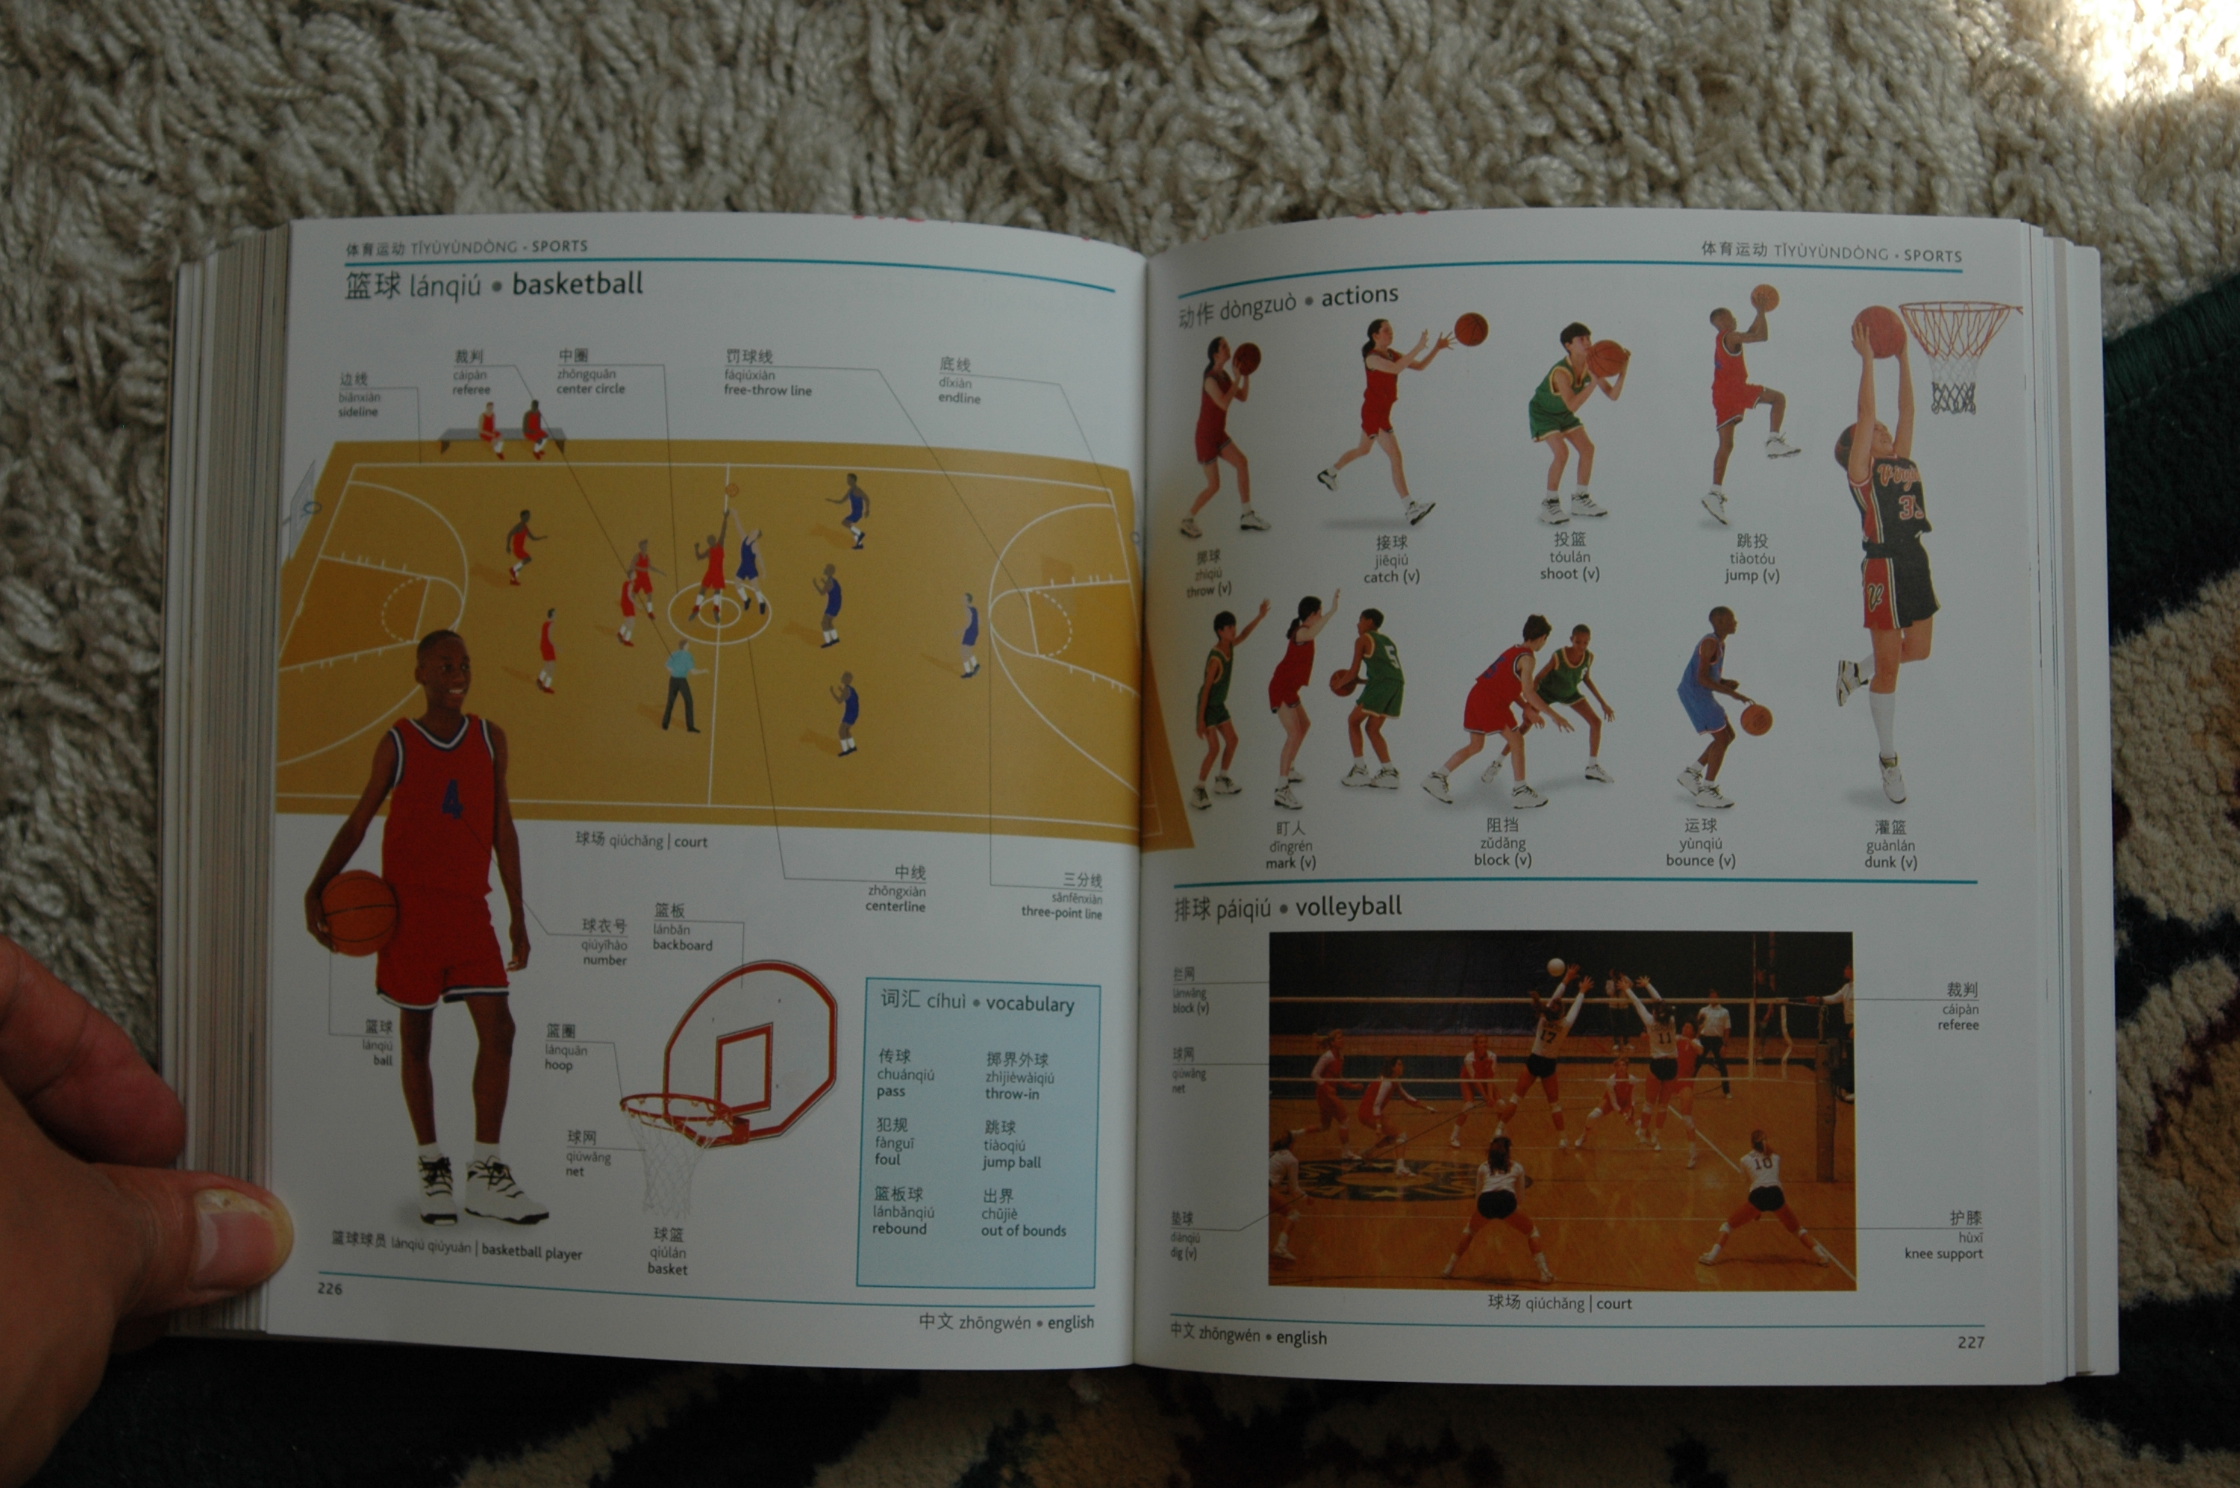 体育运动 TǏYÙYÙNDÒNG • SPORTS
篮球 lánqiú • basketball
边线
biānxiàn
sideline
裁判
cáipàn
referee
中圈
zhōngquān
center circle
罚球线
fáqiúxiàn
free-throw line
底线
dǐxiàn
endline
球场 qiúchǎng | court
中线
zhōngxiàn
centerline
三分线
sānfēnxiàn
three-point line
4
篮球
lánqiú
ball
球衣号
qiúyīhào
number
篮球球员 lánqiú qiúyuán | basketball player
篮板
lánbǎn
backboard
篮圈
lánquān
hoop
球网
qiúwǎng
net
球篮
qiúlán
basket
词汇 cíhuì • vocabulary
传球
chuánqiú
pass
犯规
fànguī
foul
篮板球
lánbǎnqiú
rebound
掷界外球
zhìjièwàiqiú
throw-in
跳球
tiàoqiú
jump ball
出界
chūjiè
out of bounds
226
中文 zhōngwén • english
体育运动 TǏYÙYÙNDÒNG • SPORTS
动作 dòngzuò • actions
掷球
zhìqiú
throw (v)
接球
jiēqiú
catch (v)
投篮
tóulán
shoot (v)
跳投
tiàotóu
jump (v)
盯人
dīngrén
mark (v)
阻挡
zǔdǎng
block (v)
运球
yùnqiú
bounce (v)
灌篮
guànlán
dunk (v)
5
排球 páiqiú • volleyball
拦网
lánwǎng
block (v)
球网
qiúwǎng
net
垫球
diànqiú
dig (v)
裁判
cáipàn
referee
护膝
hùxī
knee support
12
11
10
球场 qiúchǎng | court
中文 zhōngwén • english
227